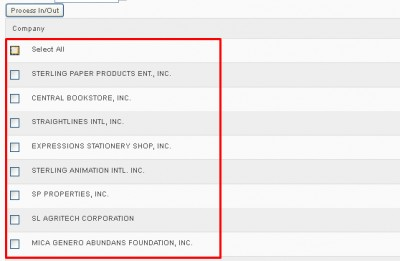 Process In/Out
Company
Select All
STERLING PAPER PRODUCTS ENT., INC.
CENTRAL BOOKSTORE, INC.
STRAIGHTLINES INTL, INC.
EXPRESSIONS STATIONERY SHOP, INC.
STERLING ANIMATION INTL. INC.
SP PROPERTIES, INC.
SL AGRITECH CORPORATION
MICA GENERO ABUNDANS FOUNDATION, INC.